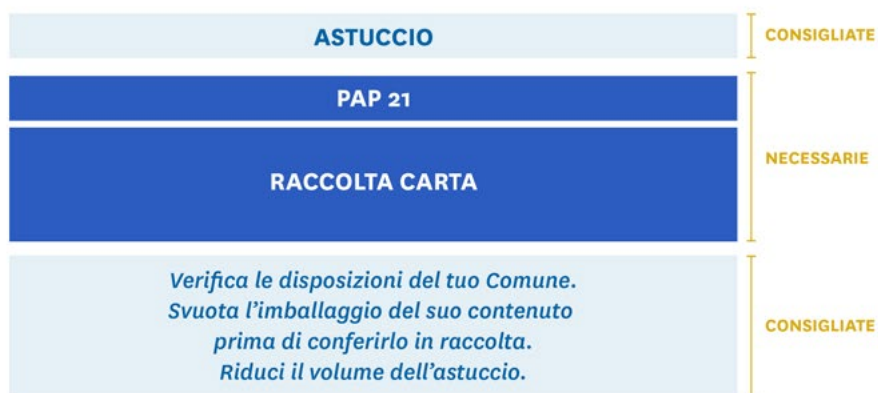 ASTUCCIO
CONSIGLIATE
PAP 21
NECESSARIE
RACCOLTA CARTA
Verifica le disposizioni del tuo Comune.
Svuota l’imballaggio del suo contenuto
prima di conferirlo in raccolta.
Riduci il volume dell’astuccio.
CONSIGLIATE